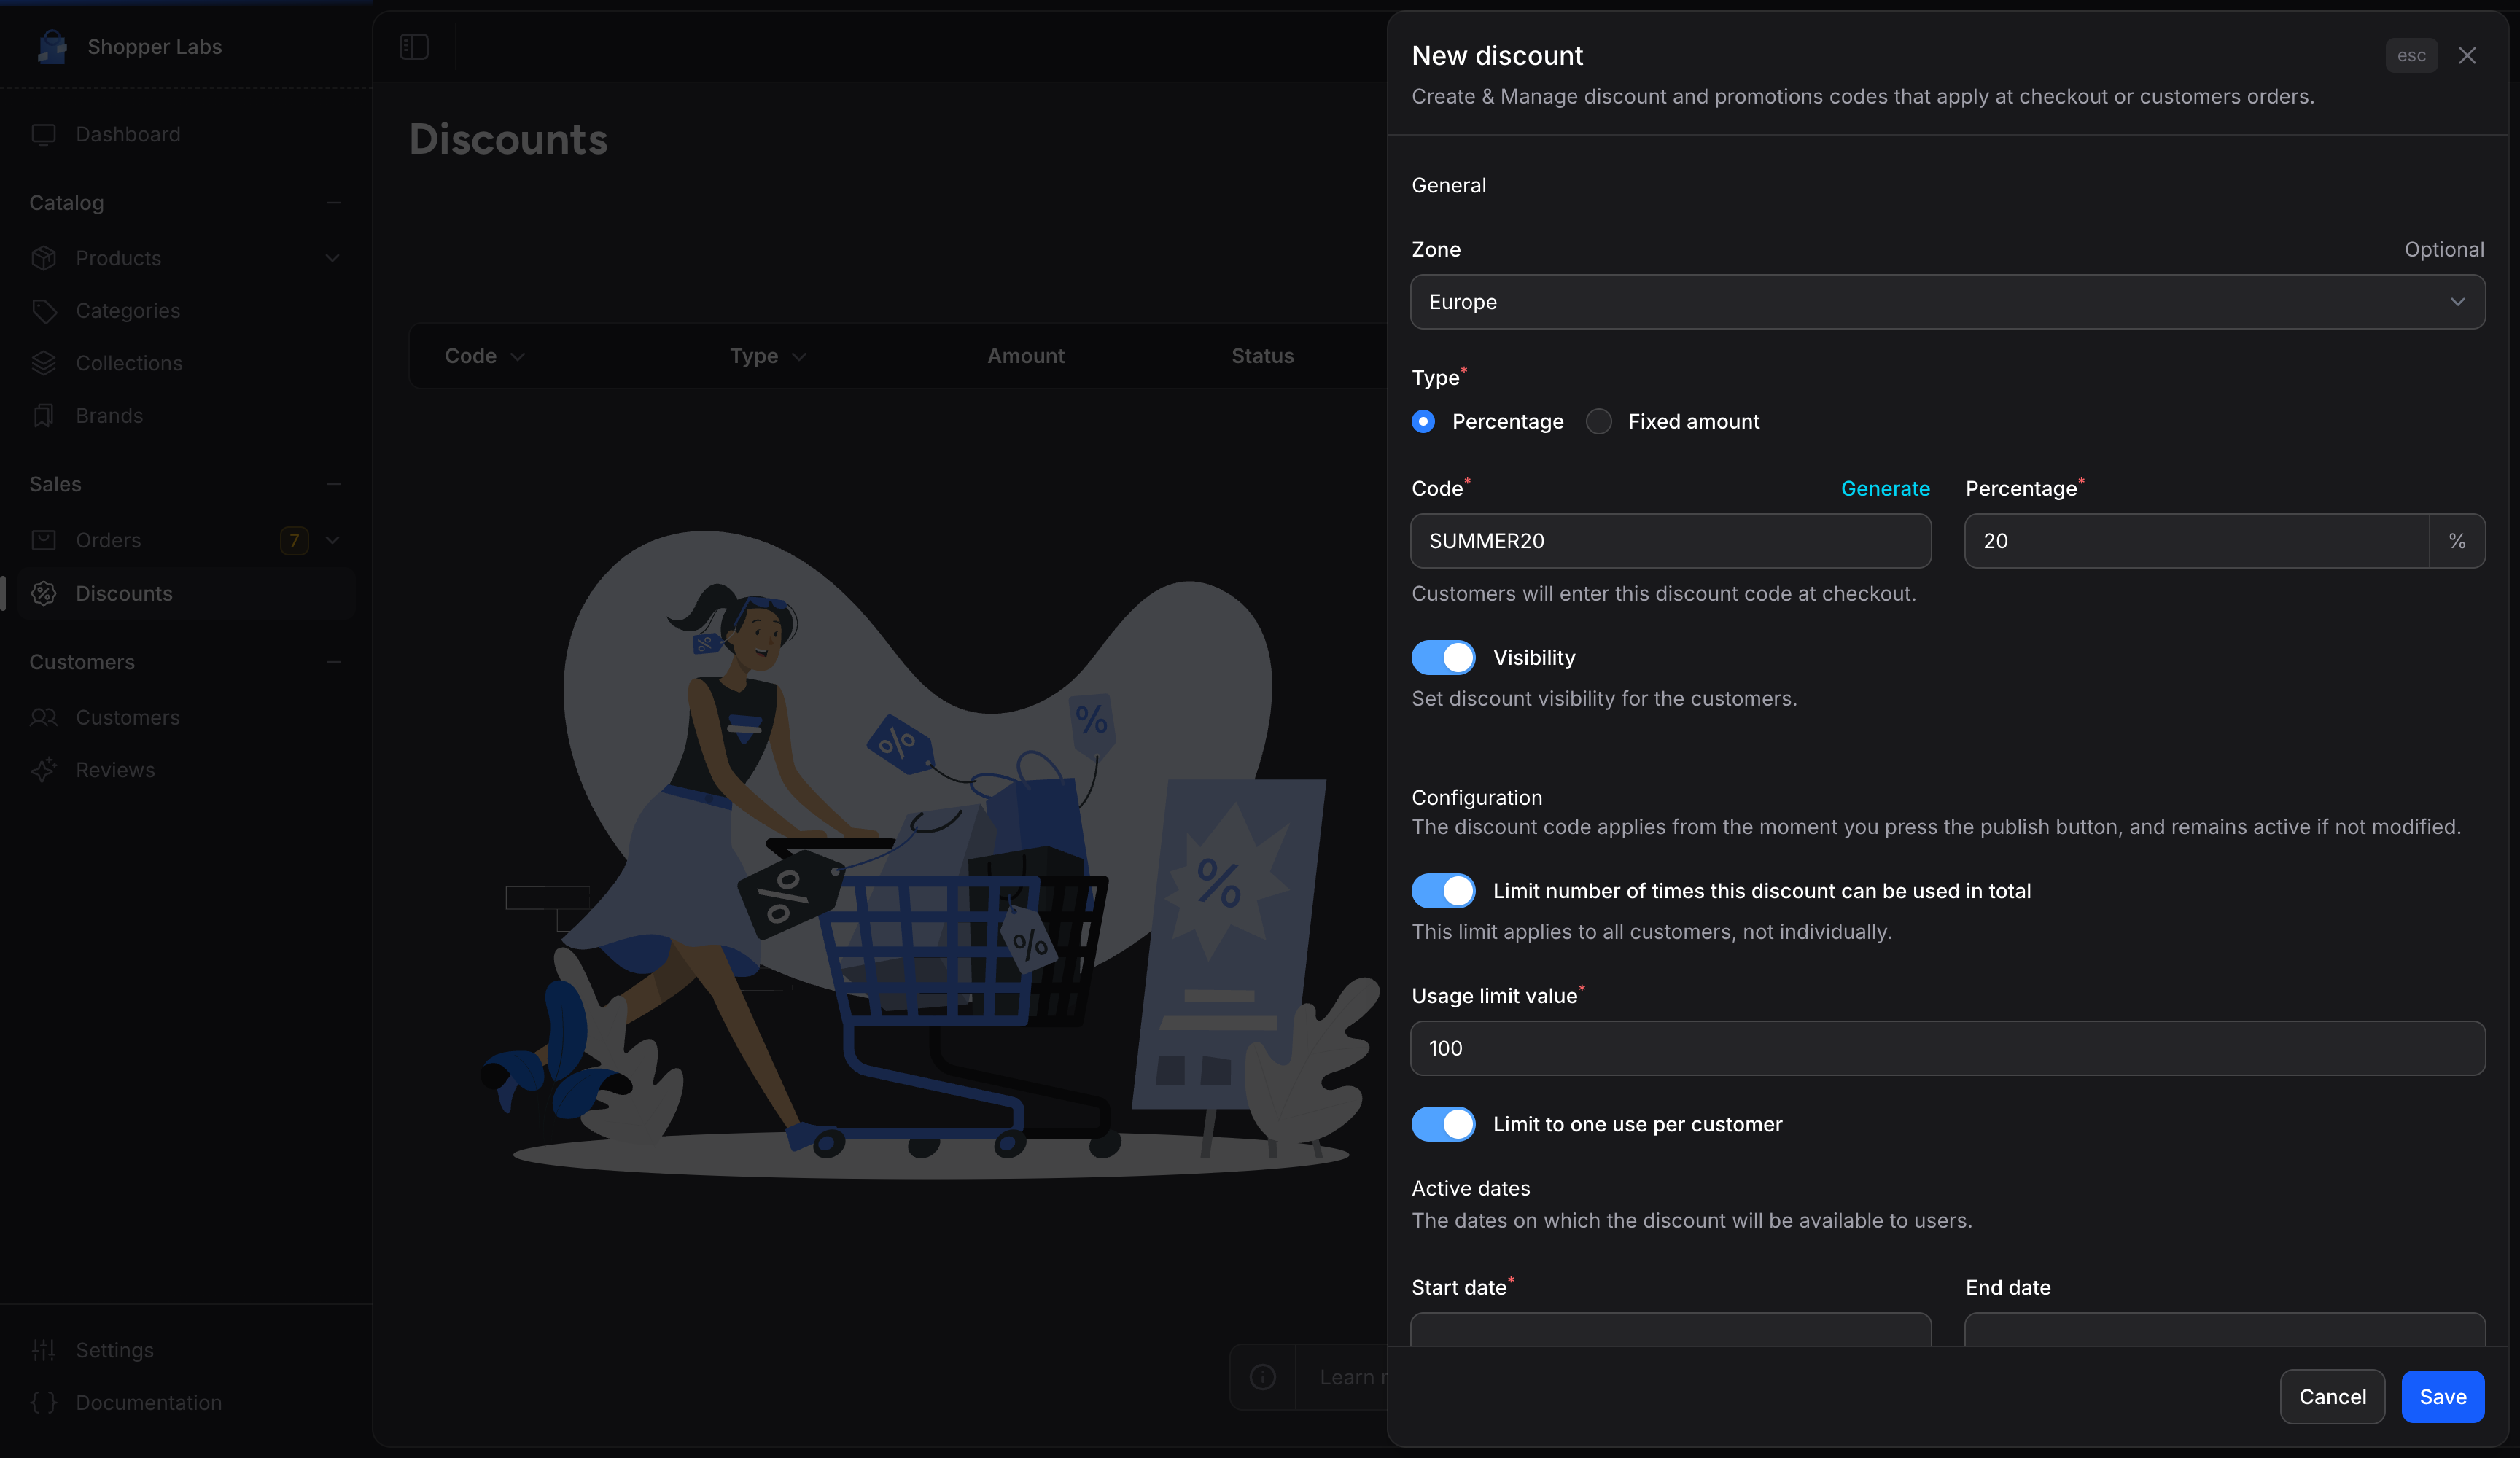 Shopper Labs
Dashboard
Catalog
Products
Categories
Collections
Brands
Sales
Orders 7
Discounts
Customers
Customers
Reviews
Settings
Documentation
Discounts
Code Type Amount Status
%
%
%
%
%
%
Learn
New discount esc
Create & Manage discount and promotions codes that apply at checkout or customers orders.
General
Zone Optional
Europe
Type*
Percentage Fixed amount
Code* Generate Percentage*
SUMMER20 20 %
Customers will enter this discount code at checkout.
Visibility
Set discount visibility for the customers.
Configuration
The discount code applies from the moment you press the publish button, and remains active if not modified.
Limit number of times this discount can be used in total
This limit applies to all customers, not individually.
Usage limit value*
100
Limit to one use per customer
Active dates
The dates on which the discount will be available to users.
Start date* End date
Cancel Save